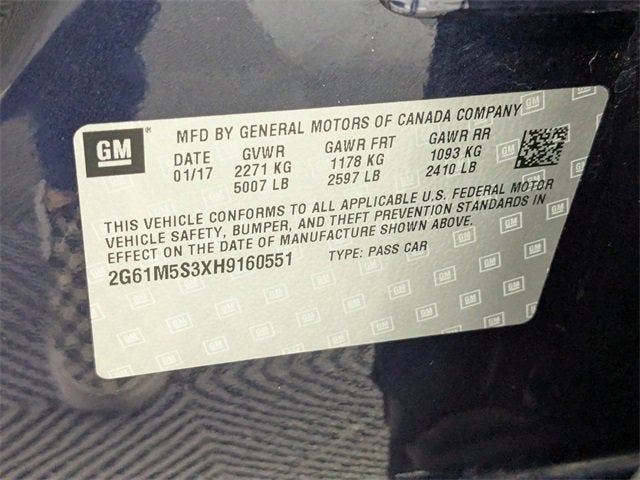 GM
MFD BY GENERAL MOTORS OF CANADA COMPANY
DATE GVWR GAWR FRT GAWR RR
01/17 2271 KG 1178 KG 1093 KG
5007 LB 2597 LB 2410 LB
THIS VEHICLE CONFORMS TO ALL APPLICABLE U.S. FEDERAL MOTOR
VEHICLE SAFETY, BUMPER, AND THEFT PREVENTION STANDARDS IN
EFFECT ON THE DATE OF MANUFACTURE SHOWN ABOVE.
2G61M5S3XH9160551 TYPE: PASS CAR